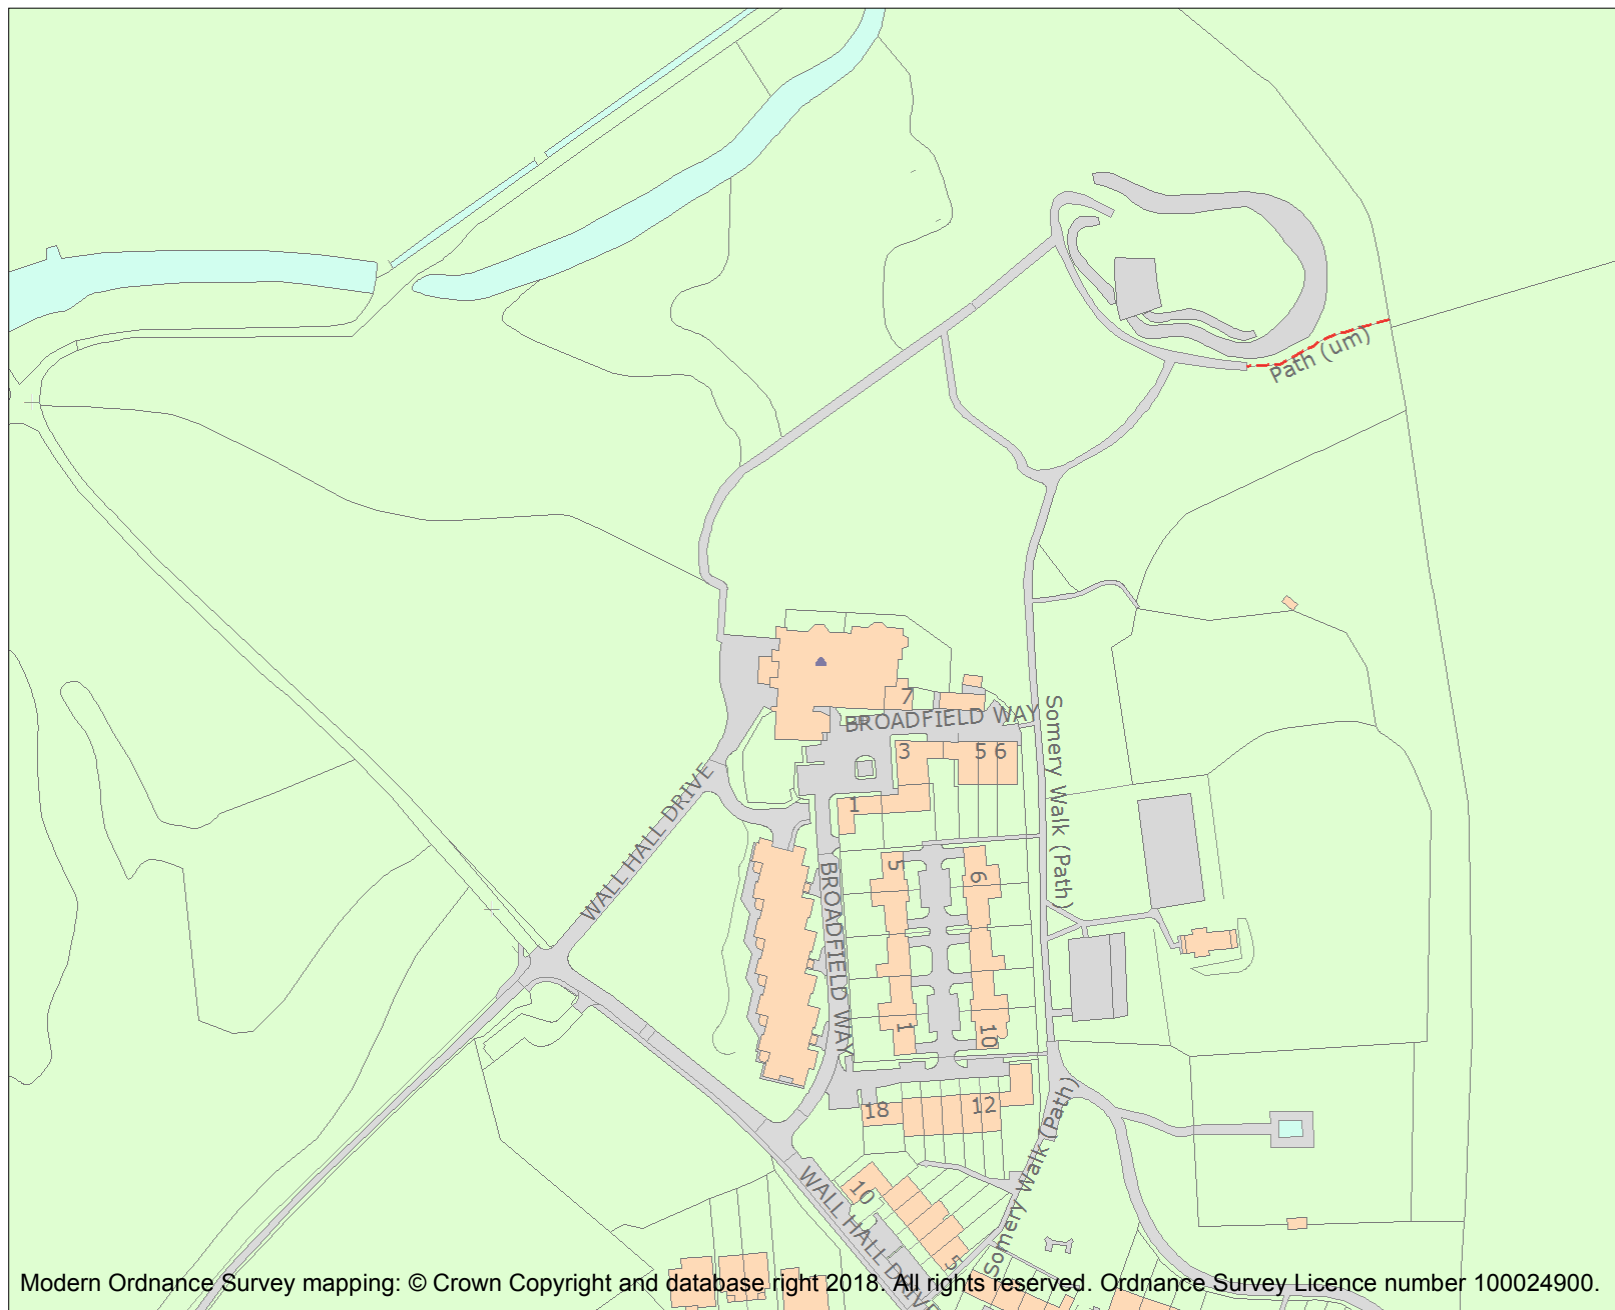 Path (um)
7
BROADFIELD WAY
Somery Walk (Path)
3
5 6
1
WALL HALL DRIVE
BROADFIELD WAY
5
6
1
10
18
12
Somery Walk (Path)
10
WALL HALL DRIVE
5
Modern Ordnance Survey mapping: © Crown Copyright and database right 2018. All rights reserved. Ordnance Survey Licence number 100024900.